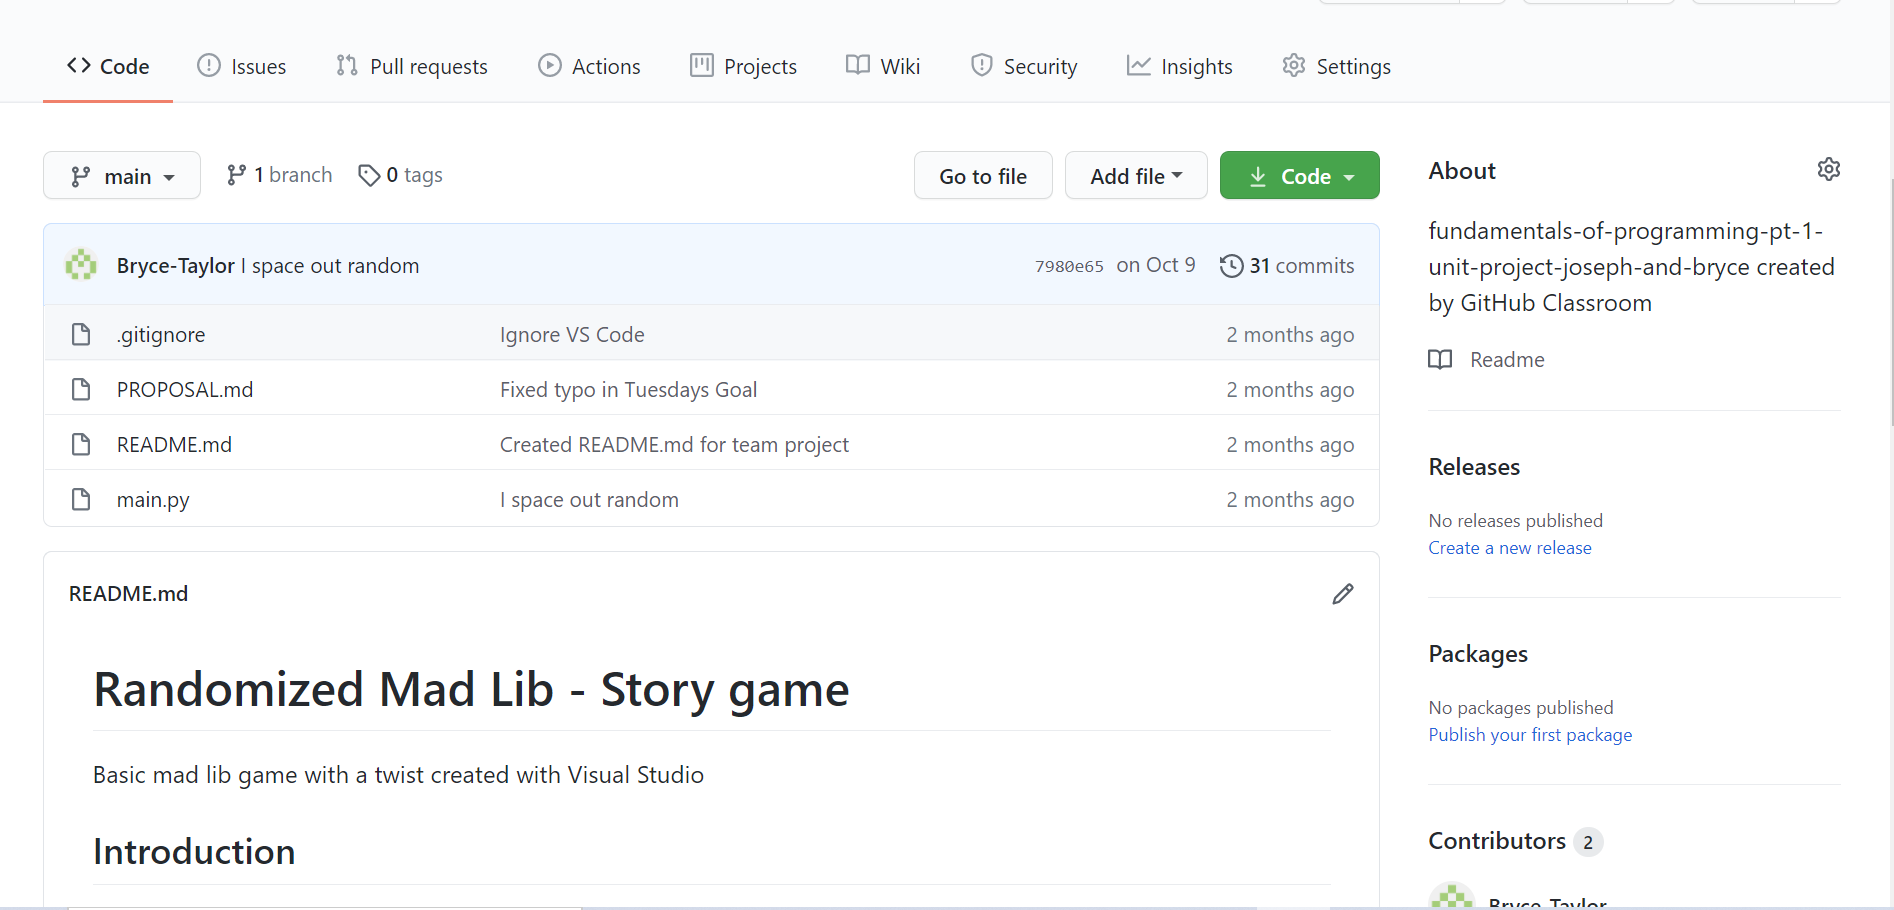 Code Issues Pull requests Actions Projects Wiki Security Insights Settings
main 1 branch 0 tags Go to file Add file Code
Bryce-Taylor I space out random 7980e65 on Oct 9 31 commits
.gitignore Ignore VS Code 2 months ago
PROPOSAL.md Fixed typo in Tuesdays Goal 2 months ago
README.md Created README.md for team project 2 months ago
main.py I space out random 2 months ago
README.md
Randomized Mad Lib - Story game
Basic mad lib game with a twist created with Visual Studio
Introduction
About
fundamentals-of-programming-pt-1-
unit-project-joseph-and-bryce created
by GitHub Classroom
Readme
Releases
No releases published
Create a new release
Packages
No packages published
Publish your first package
Contributors 2
Bryce-Taylor